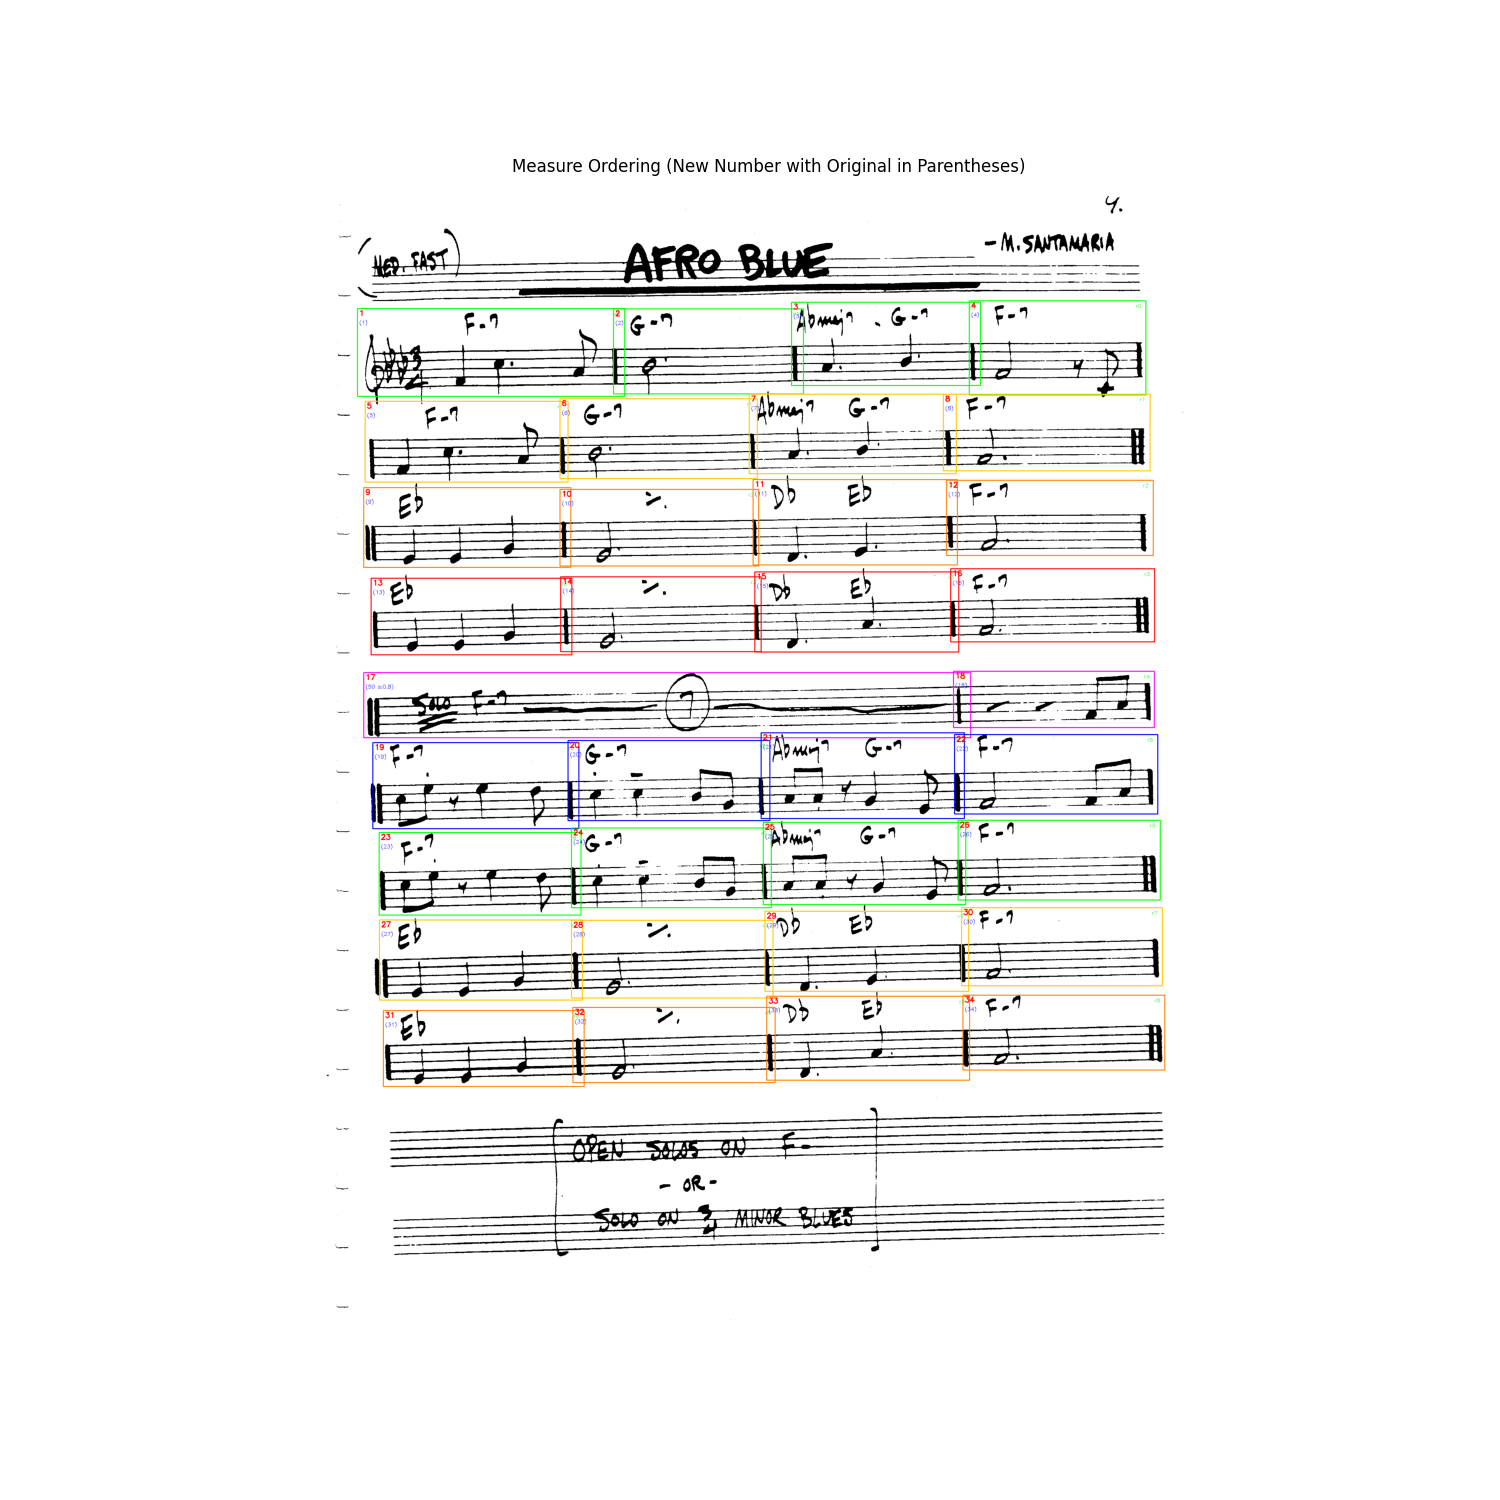 Measure Ordering (New Number with Original in Parentheses)
4.
(MED. FAST) AFRO BLUE -M. SANTAMARIA
1 2 3 4
(1) (2) (4)
F-7 G-7 Abmaj7 . G-7 F-7
3
4
5 6 7 8
(5) (6) (7) (8)
F-7 G-7 Abmaj7 G-7 F-7
9 10 11 12
(9) (10) (11) (12)
Eb ٪ Db Eb F-7
13 14 15 16
(13) (14) (15) (16)
Eb ٪ Db Eb F-7
17 18
SOLO F-7 7
19 20 21 22
(19) (20) (21) (22)
F-7 G-7 Abmaj7 G-7 F-7
23 24 25 26
(23) (24) (26)
F-7 G-7 Abmaj7 G-7 F-7
27 28 29 30
(27) (28) (29) (30)
Eb ٪ Db Eb F-7
31 32 33 34
(31) (32) (33) (34)
Eb ٪ Db Eb F-7
OPEN SOLOS ON F-
- OR -
SOLO ON 3/4 MINOR BLUES